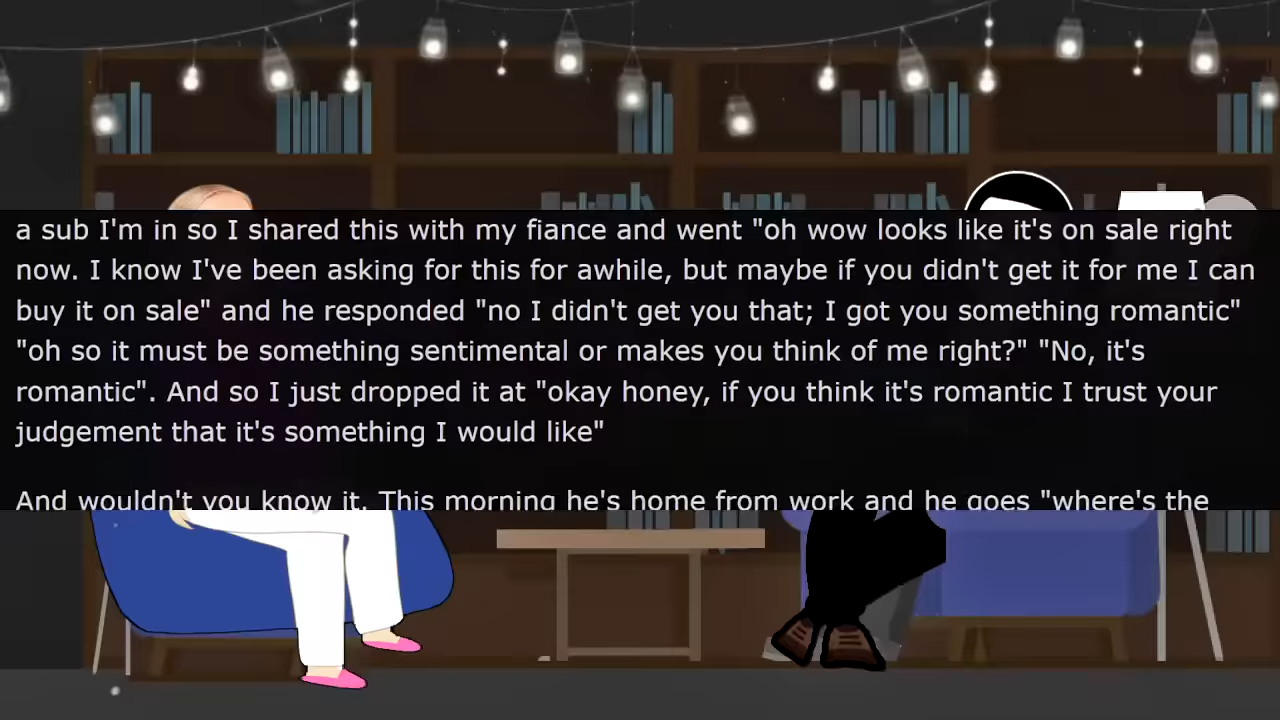 a sub I'm in so I shared this with my fiance and went "oh wow looks like it's on sale right
now. I know I've been asking for this for awhile, but maybe if you didn't get it for me I can
buy it on sale" and he responded "no I didn't get you that; I got you something romantic"
"oh so it must be something sentimental or makes you think of me right?" "No, it's
romantic". And so I just dropped it at "okay honey, if you think it's romantic I trust your
judgement that it's something I would like"
And wouldn't you know it. This morning he's home from work and he goes "where's the